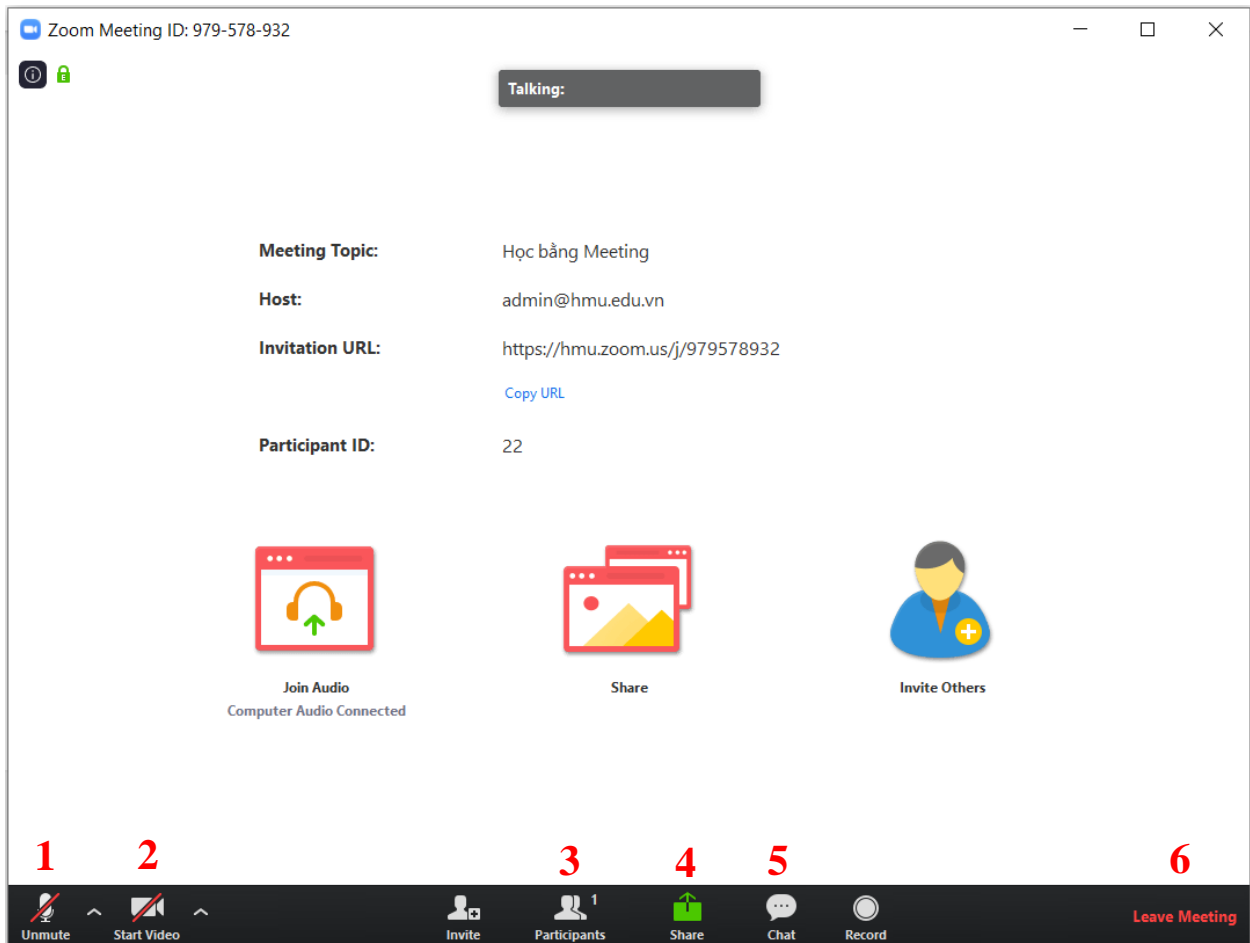 Zoom Meeting ID: 979-578-932
Talking:
Meeting Topic: Học bằng Meeting
Host: admin@hmu.edu.vn
Invitation URL: https://hmu.zoom.us/j/979578932
Copy URL
Participant ID: 22
Join Audio Share Invite Others
Computer Audio Connected
1 2 3 4 5 6
1
Leave Meeting
Unmute Start Video Invite Participants Share Chat Record